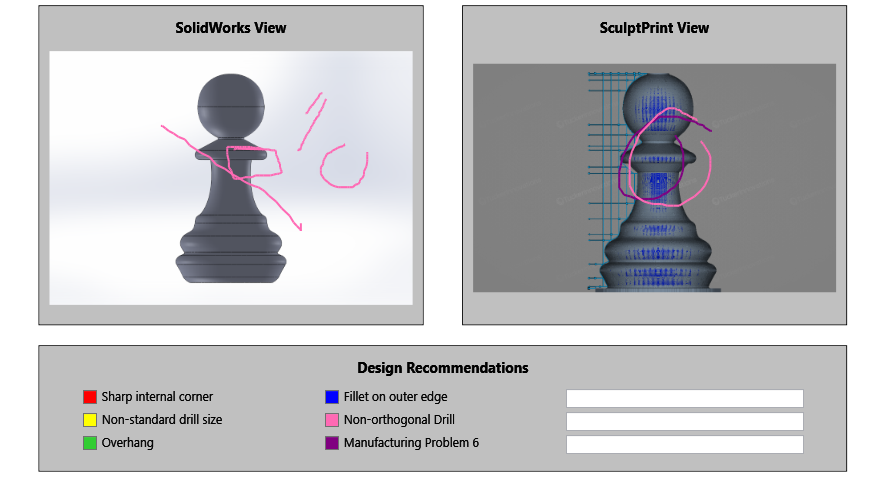 SolidWorks View
SculptPrint View
Design Recommendations
Sharp internal corner
Fillet on outer edge
Non-standard drill size
Non-orthogonal Drill
Overhang
Manufacturing Problem 6